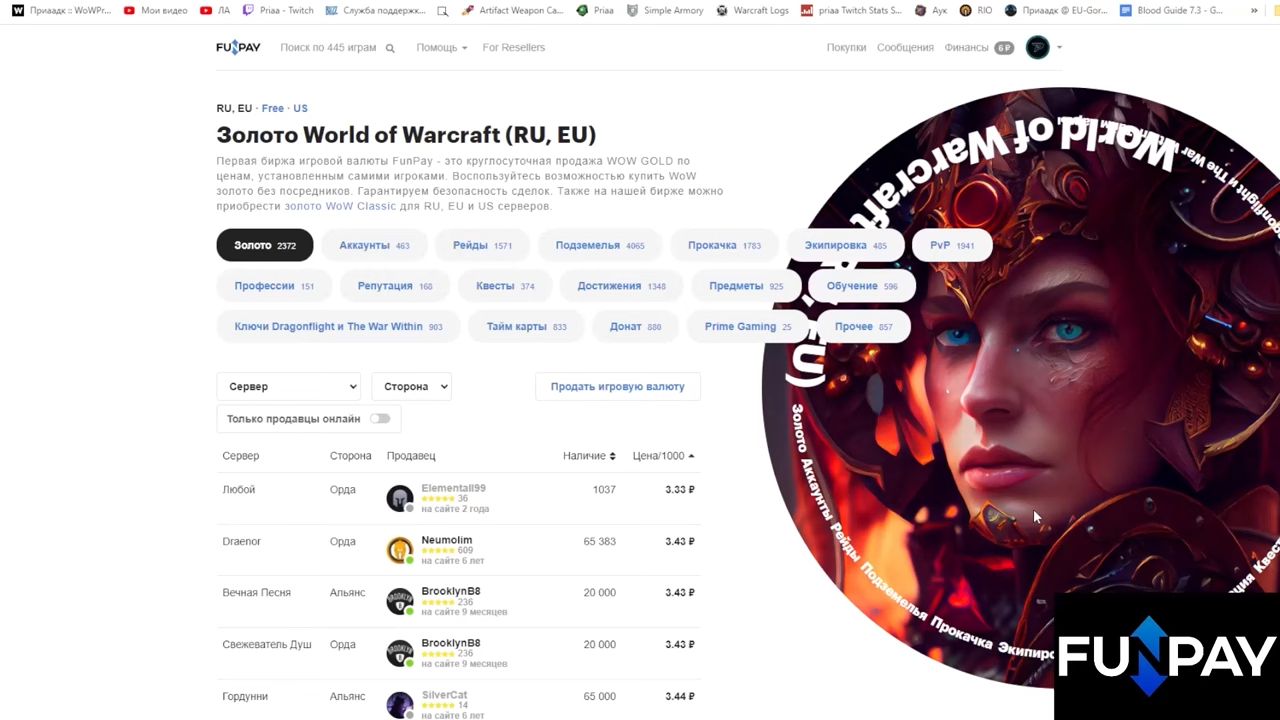 Приаадк :: WoWPr...
Мои видео
ЛА
Priaa - Twitch
Служба поддержк...
Artifact Weapon Ca...
Priaa
Simple Armory
Warcraft Logs
priaa Twitch Stats S...
Аук
RIO
Приаадк @ EU-Gor...
Blood Guide 7.3 - G...
»
FUNPAY
Поиск по 445 играм
Помощь
For Resellers
Покупки
Сообщения
Финансы 6 ₽
RU, EU · Free · US
Золото World of Warcraft (RU, EU)
Первая биржа игровой валюты FunPay - это круглосуточная продажа WOW GOLD по
ценам, установленным самими игроками. Воспользуйтесь возможностью купить WoW
золото без посредников. Гарантируем безопасность сделок. Также на нашей бирже можно
приобрести золото WoW Classic для RU, EU и US серверов.
Золото 2372
Аккаунты 463
Рейды 1571
Подземелья 4065
Прокачка 1783
Экипировка 485
PvP 1941
Профессии 151
Репутация 168
Квесты 374
Достижения 1348
Предметы 925
Обучение 596
Ключи Dragonflight и The War Within 903
Тайм карты 833
Донат 880
Prime Gaming 25
Прочее 857
Сервер
Сторона
Продать игровую валюту
Только продавцы онлайн
Сервер Сторона Продавец Наличие Цена/1000
Любой Орда Elementall99 1037 3.33 ₽
36
на сайте 2 года
Draenor Орда Neumolim 65 383 3.43 ₽
609
на сайте 6 лет
Вечная Песня Альянс BrooklynB8 20 000 3.43 ₽
236
на сайте 9 месяцев
Свежеватель Душ Орда BrooklynB8 20 000 3.43 ₽
236
на сайте 9 месяцев
Гордунни Альянс SilverCat 65 000 3.44 ₽
14
на сайте 6 лет
World of Warcraft
EU)
Золото Аккаунты Рейды Подземелья Прокачка Экипиро
FUNPAY